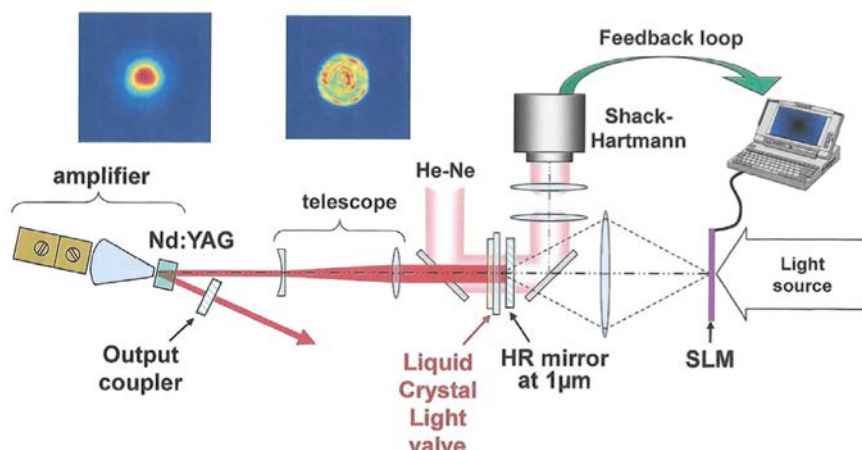 Feedback loop
Shack-
Hartmann
He-Ne
amplifier
telescope
Nd:YAG
Light
source
Output
coupler
Liquid
Crystal
Light
valve
HR mirror
at 1µm
SLM